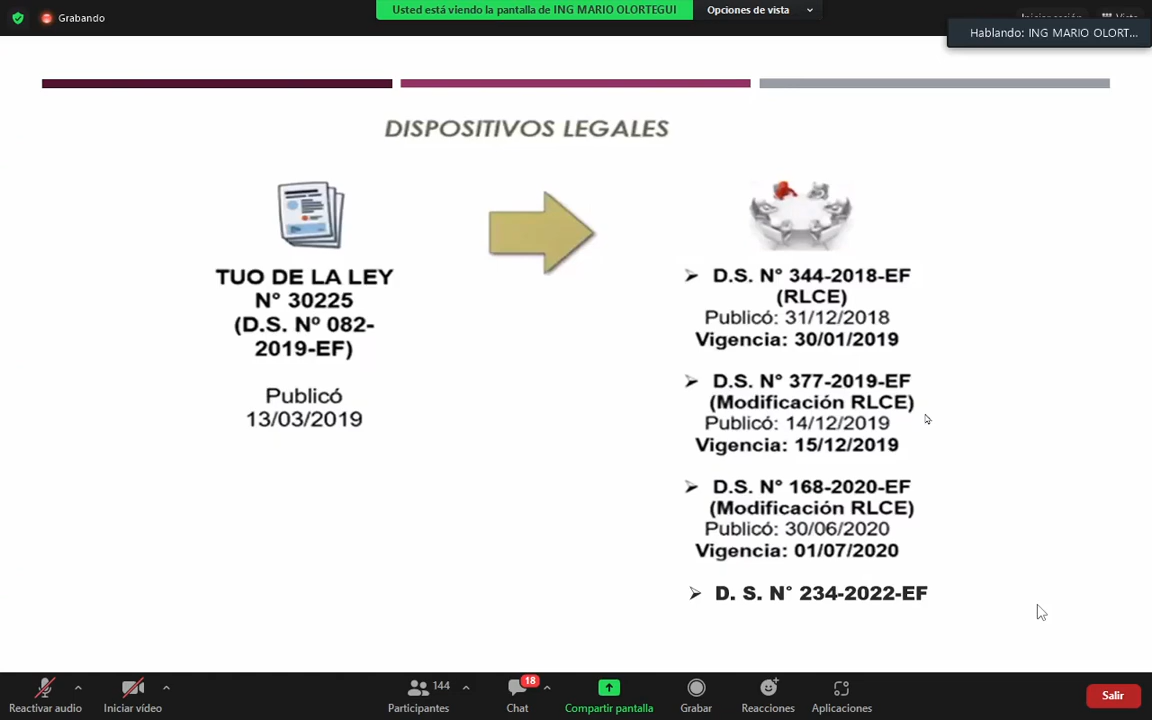 Grabando
Usted está viendo la pantalla de ING MARIO OLORTEGUI
Opciones de vista
Iniciar sesión
Vista
Hablando: ING MARIO OLORT...
DISPOSITIVOS LEGALES
TUO DE LA LEY
N° 30225
(D.S. Nº 082-
2019-EF)
Publicó
13/03/2019
➤ D.S. N° 344-2018-EF
(RLCE)
Publicó: 31/12/2018
Vigencia: 30/01/2019
➤ D.S. N° 377-2019-EF
(Modificación RLCE)
Publicó: 14/12/2019
Vigencia: 15/12/2019
➤ D.S. N° 168-2020-EF
(Modificación RLCE)
Publicó: 30/06/2020
Vigencia: 01/07/2020
➤ D. S. N° 234-2022-EF
Reactivar audio
Iniciar vídeo
144
Participantes
18
Chat
Compartir pantalla
Grabar
Reacciones
Aplicaciones
Salir